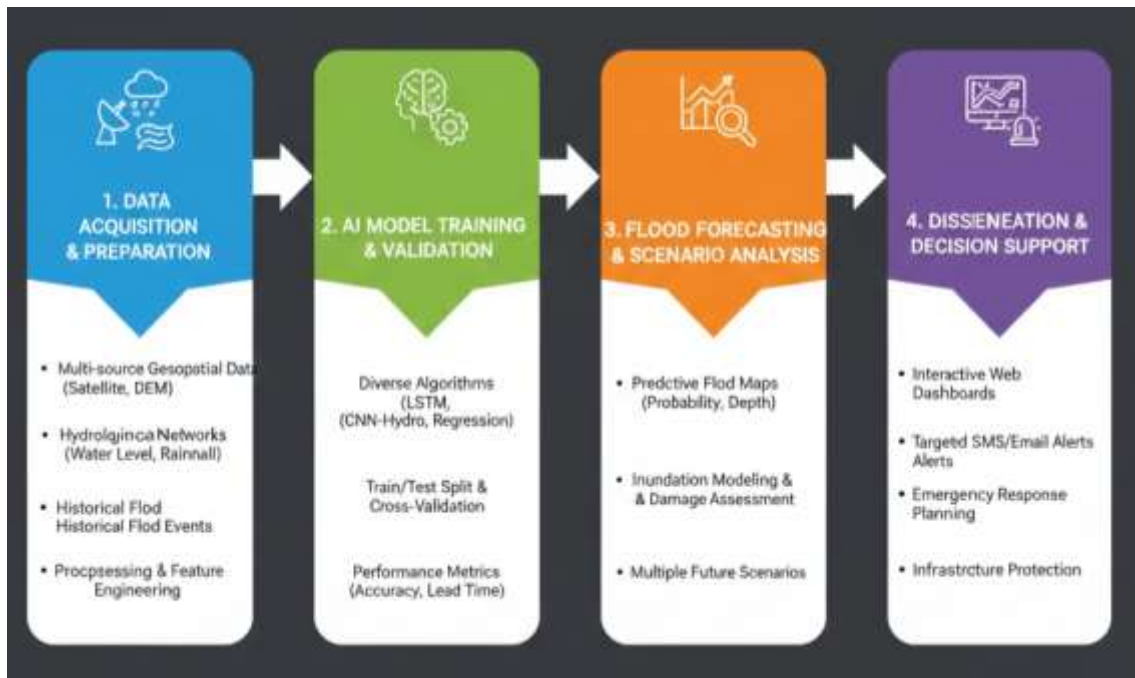 1. DATA
ACQUISITION
& PREPARATION
• Multi-source Gesopatial Data
(Satellite, DEM)
• Hydrolqinca Networks
(Water Level, Rainnall)
• Historical Flod
Historical Flod Events
• Procpsessing & Feature
Engineering
2. AI MODEL TRAINING
& VALIDATION
Diverse Algorithms
(LSTM,
(CNN-Hydro, Regression)
Train/Test Split &
Cross-Validation
Performance Metrics
(Accuracy, Lead Time)
3. FLOOD FORECASTING
& SCENARIO ANALYSIS
• Predctive Flod Maps
(Probability, Depth)
• Inundation Modeling &
& Damage Assessment
• Multiple Future Scenarios
4. DISSIENEATION &
DECISION SUPPORT
• Interactive Web
Dashboards
• Targated SMS/Email Alerts
Alerts
• Emergency Response
Planning
• Infrastrcture Protection